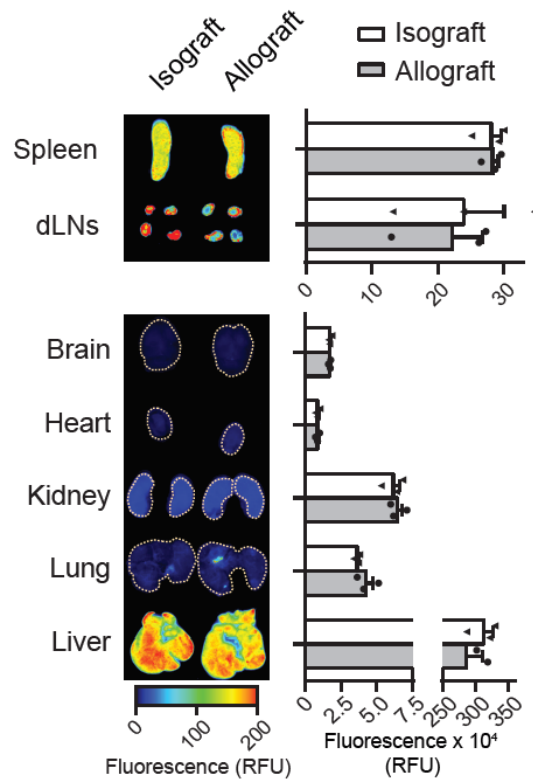 Isograft
Allograft
Isograft
Allograft
Spleen
dLNs
0 10 20 30
Brain
Heart
Kidney
Lung
Liver
0 100 200
Fluorescence (RFU)
0 2.5 5.0 7.5 250 300 350
Fluorescence x 10⁴
(RFU)